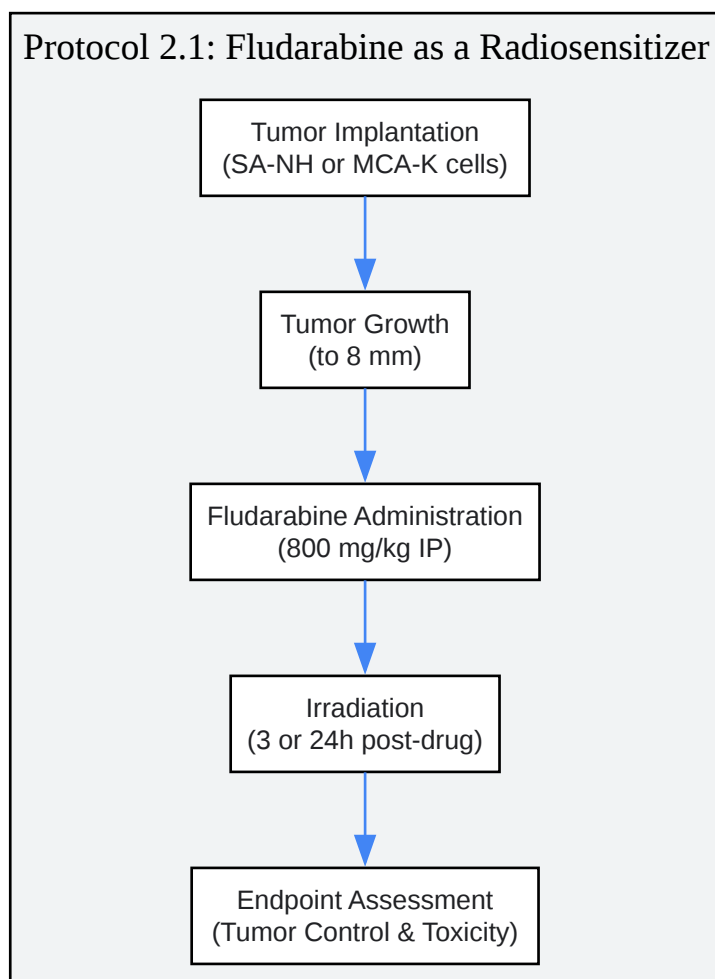 Protocol 2.1: Fludarabine as a Radiosensitizer
Tumor Implantation
(SA-NH or MCA-K cells)
Tumor Growth
(to 8 mm)
Fludarabine Administration
(800 mg/kg IP)
Irradiation
(3 or 24h post-drug)
Endpoint Assessment
(Tumor Control & Toxicity)